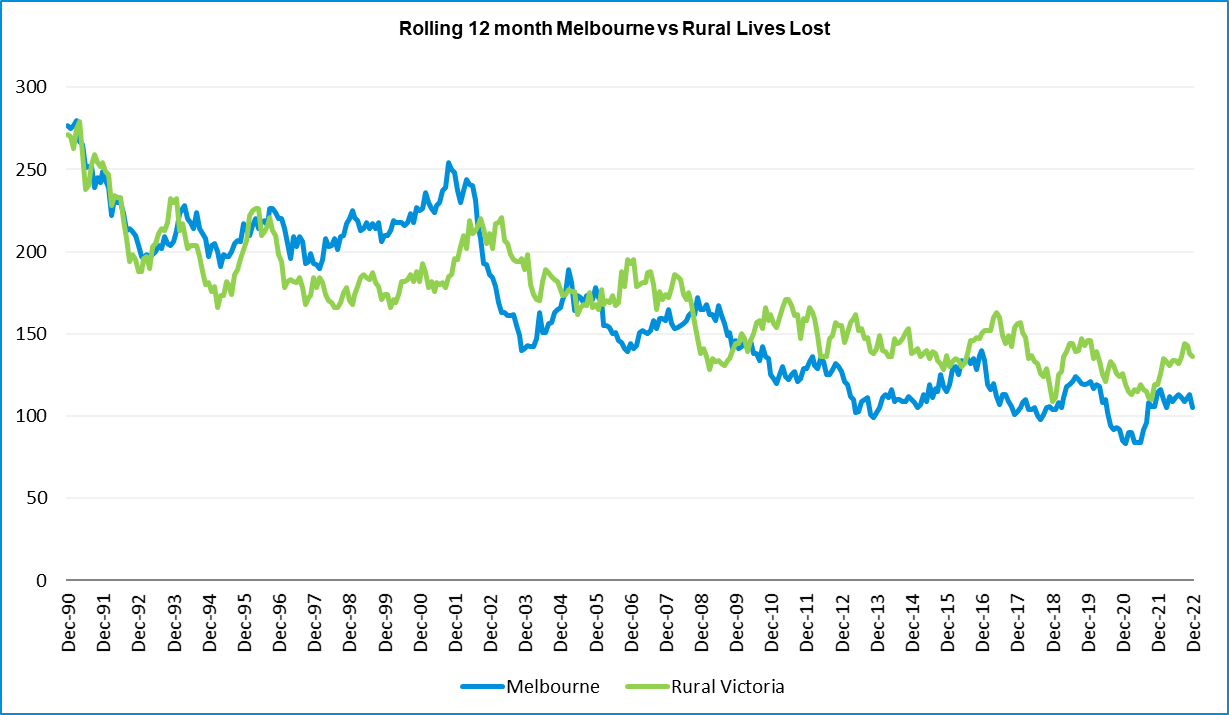 Rolling 12 month Melbourne vs Rural Lives Lost
300
250
200
150
100
50
0
Dec-90
Dec-91
Dec-92
Dec-93
Dec-94
Dec-95
Dec-96
Dec-97
Dec-98
Dec-99
Dec-00
Dec-01
Dec-02
Dec-03
Dec-04
Dec-05
Dec-06
Dec-07
Dec-08
Dec-09
Dec-10
Dec-11
Dec-12
Dec-13
Dec-14
Dec-15
Dec-16
Dec-17
Dec-18
Dec-19
Dec-20
Dec-21
Dec-22
Melbourne
Rural Victoria